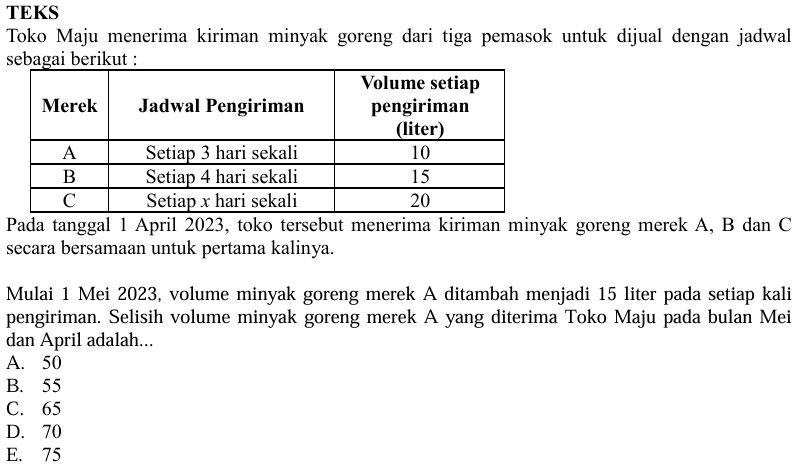 TEKS
Toko Maju menerima kiriman minyak goreng dari tiga pemasok untuk dijual dengan jadwal
sebagai berikut :
Merek Jadwal Pengiriman Volume setiap pengiriman (liter)
A Setiap 3 hari sekali 10
B Setiap 4 hari sekali 15
C Setiap x hari sekali 20
Pada tanggal 1 April 2023, toko tersebut menerima kiriman minyak goreng merek A, B dan C
secara bersamaan untuk pertama kalinya.
Mulai 1 Mei 2023, volume minyak goreng merek A ditambah menjadi 15 liter pada setiap kali
pengiriman. Selisih volume minyak goreng merek A yang diterima Toko Maju pada bulan Mei
dan April adalah...
A. 50
B. 55
C. 65
D. 70
E. 75